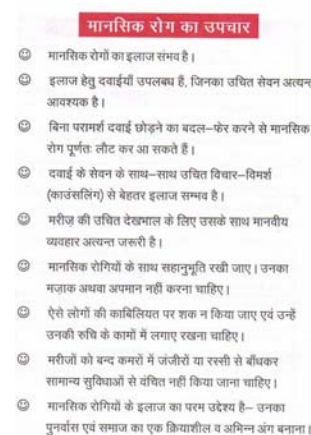 मानसिक रोग का उपचार
मानसिक रोगों का इलाज संभव है।
इलाज हेतु दवाईयाँ उपलबध हैं, जिनका उचित सेवन अत्यन्त
आवश्यक है।
बिना परामर्श दवाई छोड़ने का बदल–फेर करने से मानसिक
रोग पूर्णतः लौट कर आ सकते हैं।
दवाई के सेवन के साथ–साथ उचित विचार–विमर्श
(काउंसलिंग) से बेहतर इलाज सम्भव है।
मरीज़ की उचित देखभाल के लिए उसके साथ मानवीय
व्यवहार अत्यन्त जरूरी है।
मानसिक रोगियों के साथ सहानुभूति रखी जाए। उनका
मज़ाक अथवा अपमान नहीं करना चाहिए।
ऐसे लोगों की काबिलियत पर शक न किया जाए एवं उन्हें
उनकी रुचि के कामों में लगाए रखना चाहिए।
मरीजों को बन्द कमरों में जंजीरों या रस्सी से बाँधकर
सामान्य सुविधाओं से वंचित नहीं किया जाना चाहिए।
मानसिक रोगियों के इलाज का परम उद्देश्य है– उनका
पुनर्वास एवं समाज का एक क्रियाशील व अभिन्न अंग बनाना।